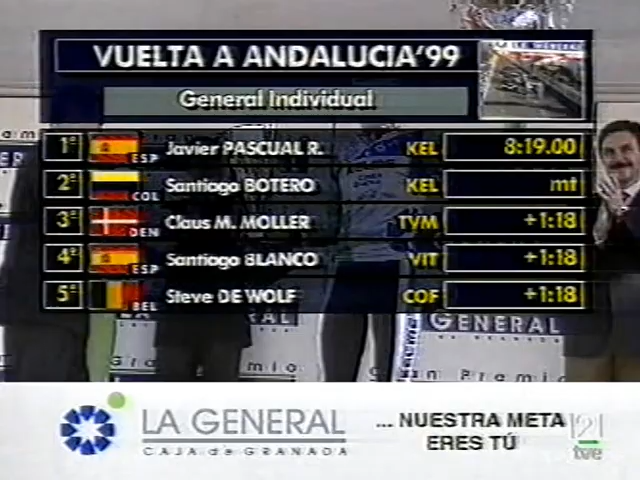 VUELTA A ANDALUCIA'99
General Individual
1º ESP Javier PASCUAL R. KEL 8:19.00
2º COL Santiago BOTERO KEL mt
3º DEN Claus M. MOLLER TVM +1:18
4º ESP Santiago BLANCO VIT +1:18
5º BEL Steve DE WOLF COF +1:18
GENERAL
LA GENERAL
CAJA de GRANADA
... NUESTRA META
ERES TÚ
2
tve